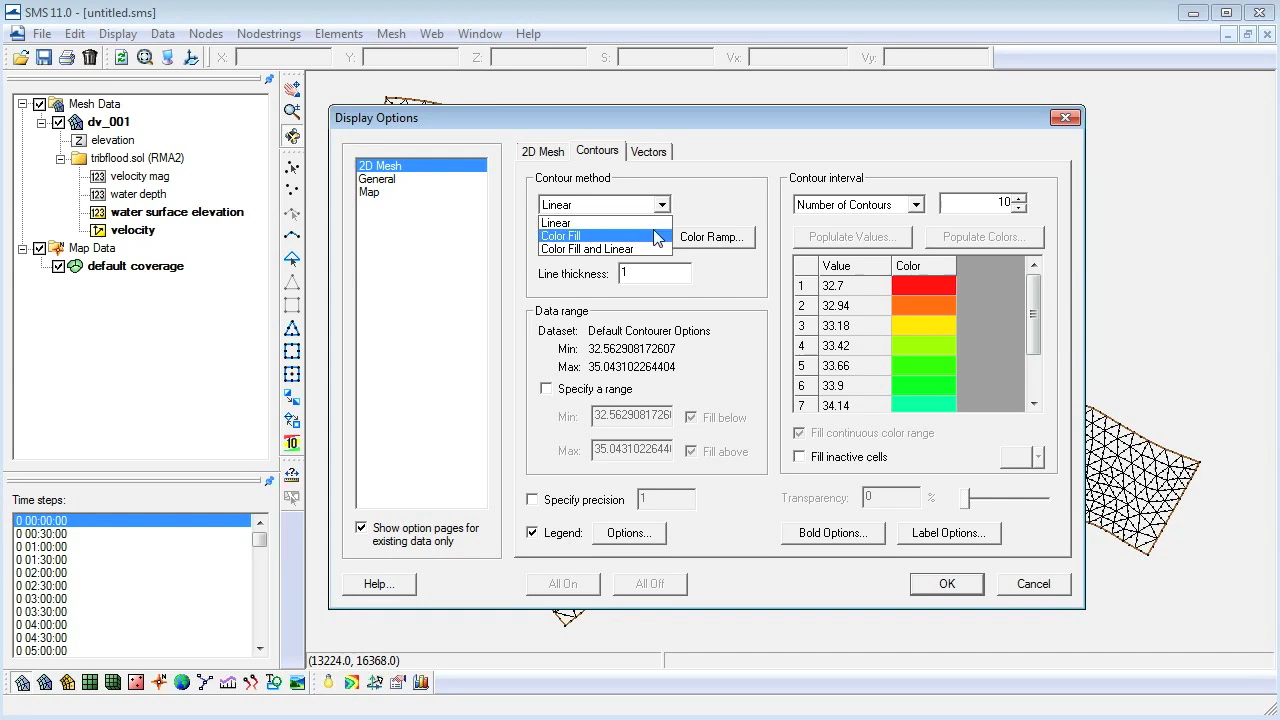 SMS 11.0 - [untitled.sms]
File Edit Display Data Nodes Nodestrings Elements Mesh Web Window Help
X: Y: Z: S: Vx: Vy:
Mesh Data
dv_001
Z elevation
tribflood.sol (RMA2)
123 velocity mag
123 water depth
123 water surface elevation
velocity
Map Data
default coverage
10
Time steps:
0 00:00:00
0 00:30:00
0 01:00:00
0 01:30:00
0 02:00:00
0 02:30:00
0 03:00:00
0 03:30:00
0 04:00:00
0 04:30:00
0 05:00:00
Display Options
2D Mesh
General
Map
Show option pages for
existing data only
Help...
2D Mesh Contours Vectors
Contour method
Linear
Linear
Color Fill
Color Fill and Linear
Color Ramp...
Line thickness: 1
Data range
Dataset: Default Contourer Options
Min: 32.562908172607
Max: 35.043102264404
Specify a range
Min: 32.5629081726 Fill below
Max: 35.0431022644 Fill above
Specify precision 1
Legend: Options...
All On All Off
Contour interval
Number of Contours 10
Populate Values... Populate Colors...
Value Color
1 32.7
2 32.94
3 33.18
4 33.42
5 33.66
6 33.9
7 34.14
Fill continuous color range
Fill inactive cells
Transparency: 0 %
Bold Options... Label Options...
OK Cancel
(13224.0, 16368.0)